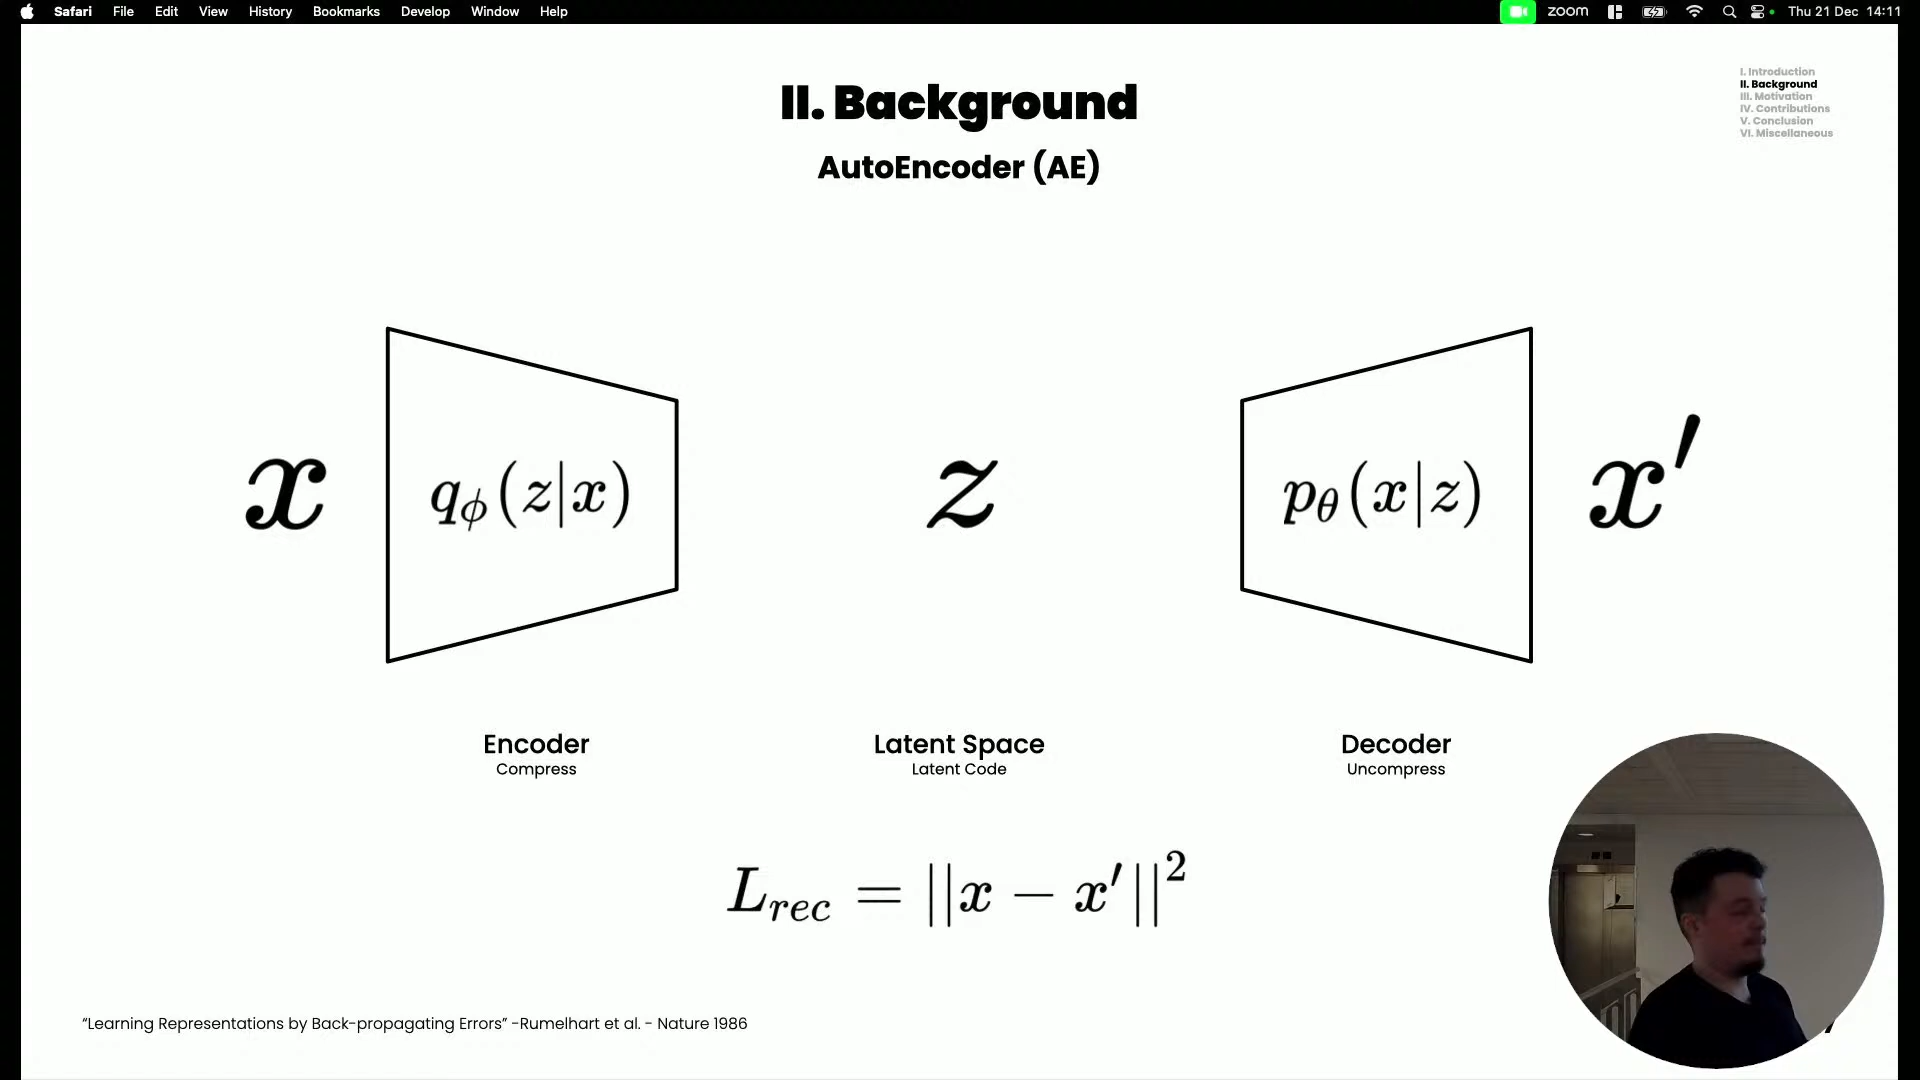 Safari File Edit View History Bookmarks Develop Window Help zoom Thu 21 Dec 14:11
II. Background
AutoEncoder (AE)
I. Introduction
II. Background
III. Motivation
IV. Contributions
V. Conclusion
VI. Miscellaneous
x q_ϕ(z|x) z p_θ(x|z) x′
Encoder Latent Space Decoder
Compress Latent Code Uncompress
L_{rec} = ||x − x′||²
“Learning Representations by Back-propagating Errors” -Rumelhart et al. - Nature 1986